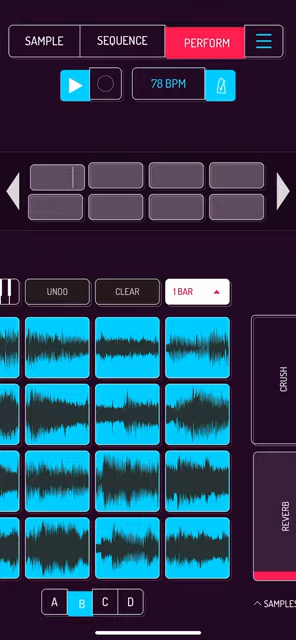 SAMPLE SEQUENCE PERFORM
78 BPM
UNDO CLEAR 1 BAR
CRUSH
REVERB
A B C D
SAMPLES